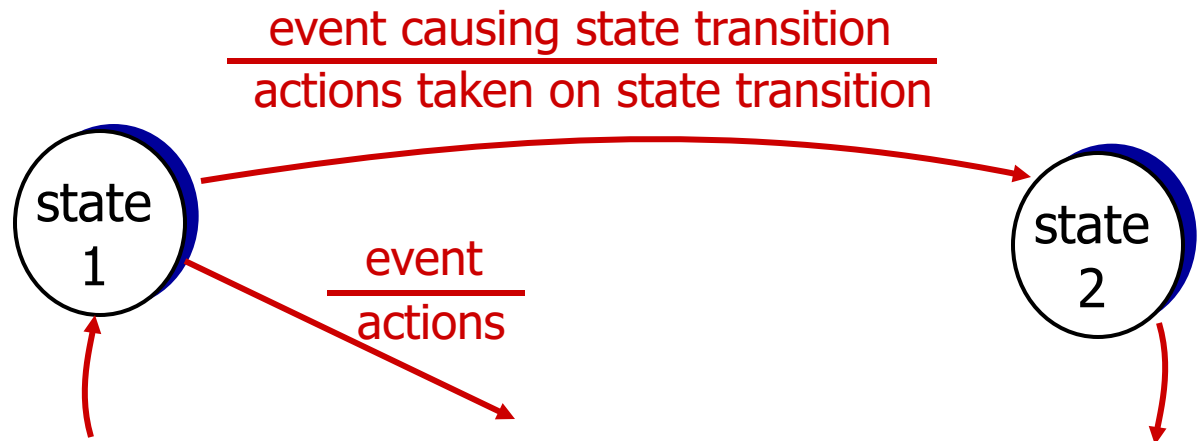 event causing state transition
actions taken on state transition
state
1
state
2
event
actions